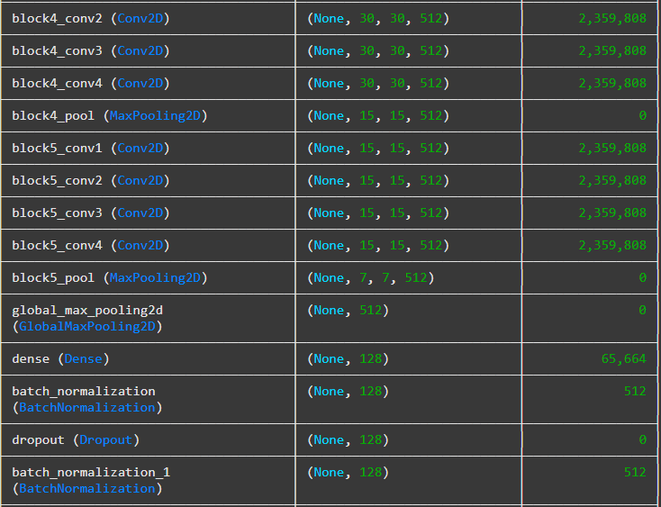 block4_conv2 (Conv2D) (None, 30, 30, 512) 2,359,808
block4_conv3 (Conv2D) (None, 30, 30, 512) 2,359,808
block4_conv4 (Conv2D) (None, 30, 30, 512) 2,359,808
block4_pool (MaxPooling2D) (None, 15, 15, 512) 0
block5_conv1 (Conv2D) (None, 15, 15, 512) 2,359,808
block5_conv2 (Conv2D) (None, 15, 15, 512) 2,359,808
block5_conv3 (Conv2D) (None, 15, 15, 512) 2,359,808
block5_conv4 (Conv2D) (None, 15, 15, 512) 2,359,808
block5_pool (MaxPooling2D) (None, 7, 7, 512) 0
global_max_pooling2d (None, 512) 0
(GlobalMaxPooling2D)
dense (Dense) (None, 128) 65,664
batch_normalization (None, 128) 512
(BatchNormalization)
dropout (Dropout) (None, 128) 0
batch_normalization_1 (None, 128) 512
(BatchNormalization)